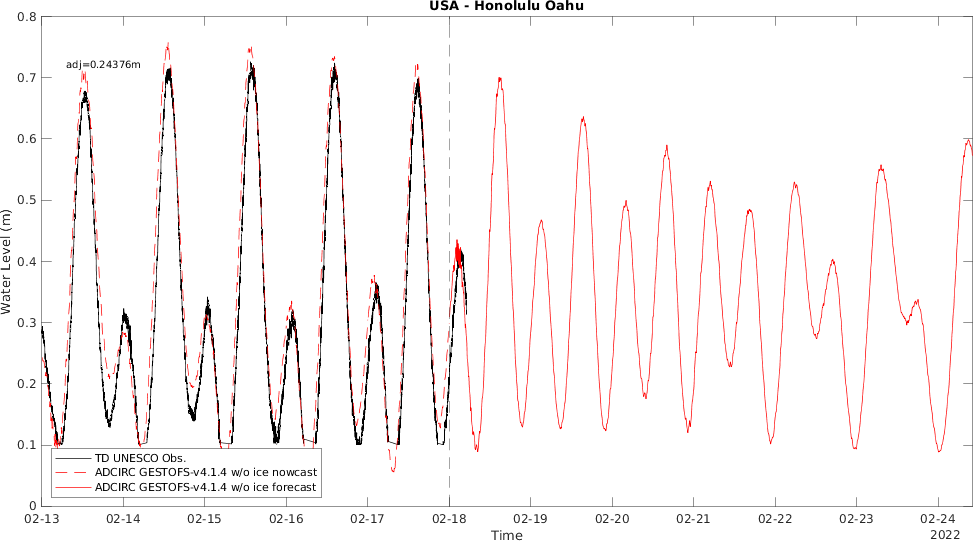 USA - Honolulu Oahu
adj=0.24376m
Water Level (m)
0.8
0.7
0.6
0.5
0.4
0.3
0.2
0.1
0
TD UNESCO Obs.
ADCIRC GESTOFS-v4.1.4 w/o ice nowcast
ADCIRC GESTOFS-v4.1.4 w/o ice forecast
02-13 02-14 02-15 02-16 02-17 02-18 02-19 02-20 02-21 02-22 02-23 02-24
Time
2022